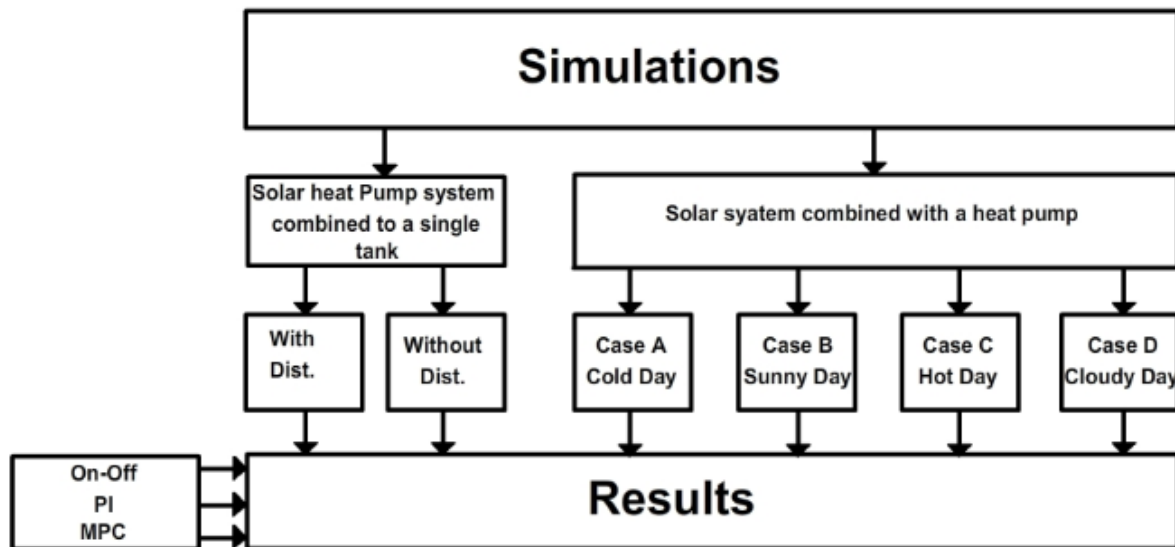 Simulations
Solar heat Pump system
combined to a single
tank
Solar syatem combined with a heat pump
With
Dist.
Without
Dist.
Case A
Cold Day
Case B
Sunny Day
Case C
Hot Day
Case D
Cloudy Day
On-Off
PI
MPC
Results